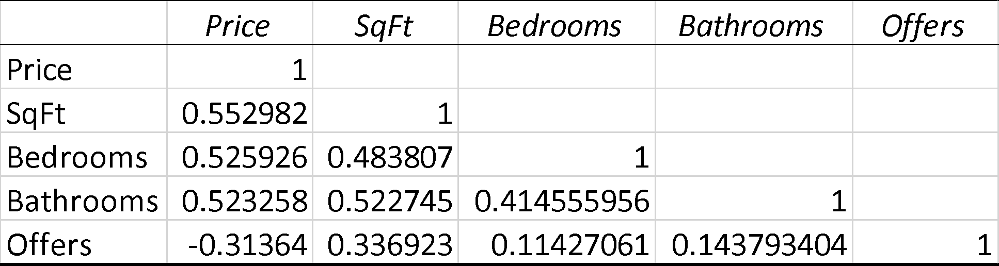 Price SqFt Bedrooms Bathrooms Offers
Price 1
SqFt 0.552982 1
Bedrooms 0.525926 0.483807 1
Bathrooms 0.523258 0.522745 0.414555956 1
Offers -0.31364 0.336923 0.11427061 0.143793404 1